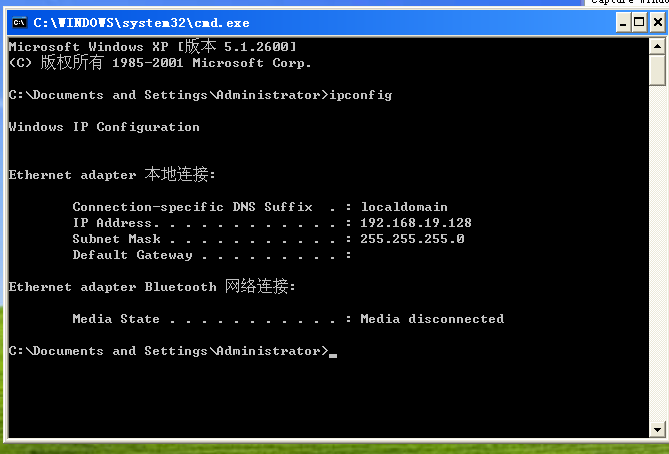 C:\WINDOWS\system32\cmd.exe
Microsoft Windows XP [版本 5.1.2600]
(C) 版权所有 1985-2001 Microsoft Corp.
C:\Documents and Settings\Administrator>ipconfig
Windows IP Configuration
Ethernet adapter 本地连接:
Connection-specific DNS Suffix  . : localdomain
IP Address. . . . . . . . . . . . : 192.168.19.128
Subnet Mask . . . . . . . . . . . : 255.255.255.0
Default Gateway . . . . . . . . . :
Ethernet adapter Bluetooth 网络连接:
Media State . . . . . . . . . . . : Media disconnected
C:\Documents and Settings\Administrator>